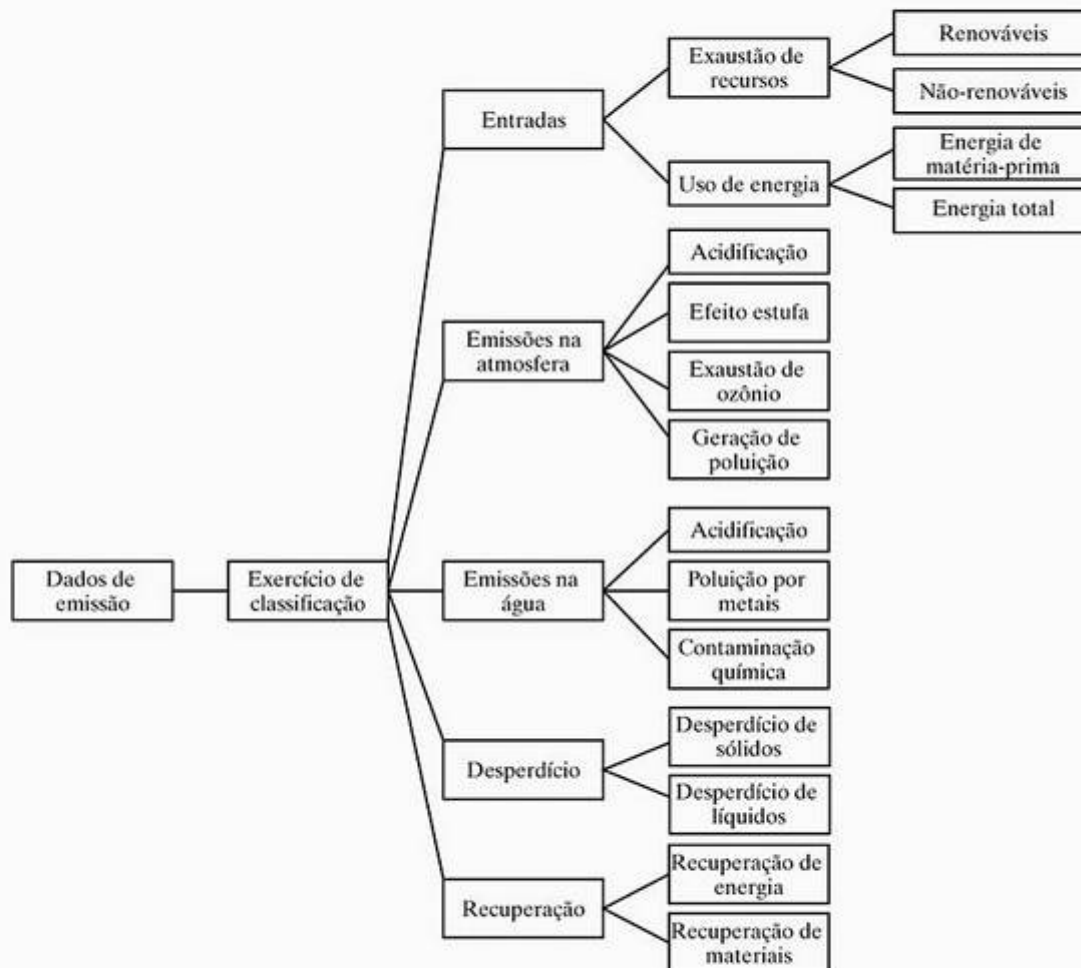 Dados de
emissão
Exercício de
classificação
Entradas
Exaustão de
recursos
Renováveis
Não-renováveis
Uso de energia
Energia de
matéria-prima
Energia total
Emissões na
atmosfera
Acidificação
Efeito estufa
Exaustão de
ozônio
Geração de
poluição
Emissões na
água
Acidificação
Poluição por
metais
Contaminação
química
Desperdício
Desperdício de
sólidos
Desperdício de
líquidos
Recuperação
Recuperação de
energia
Recuperação de
materiais